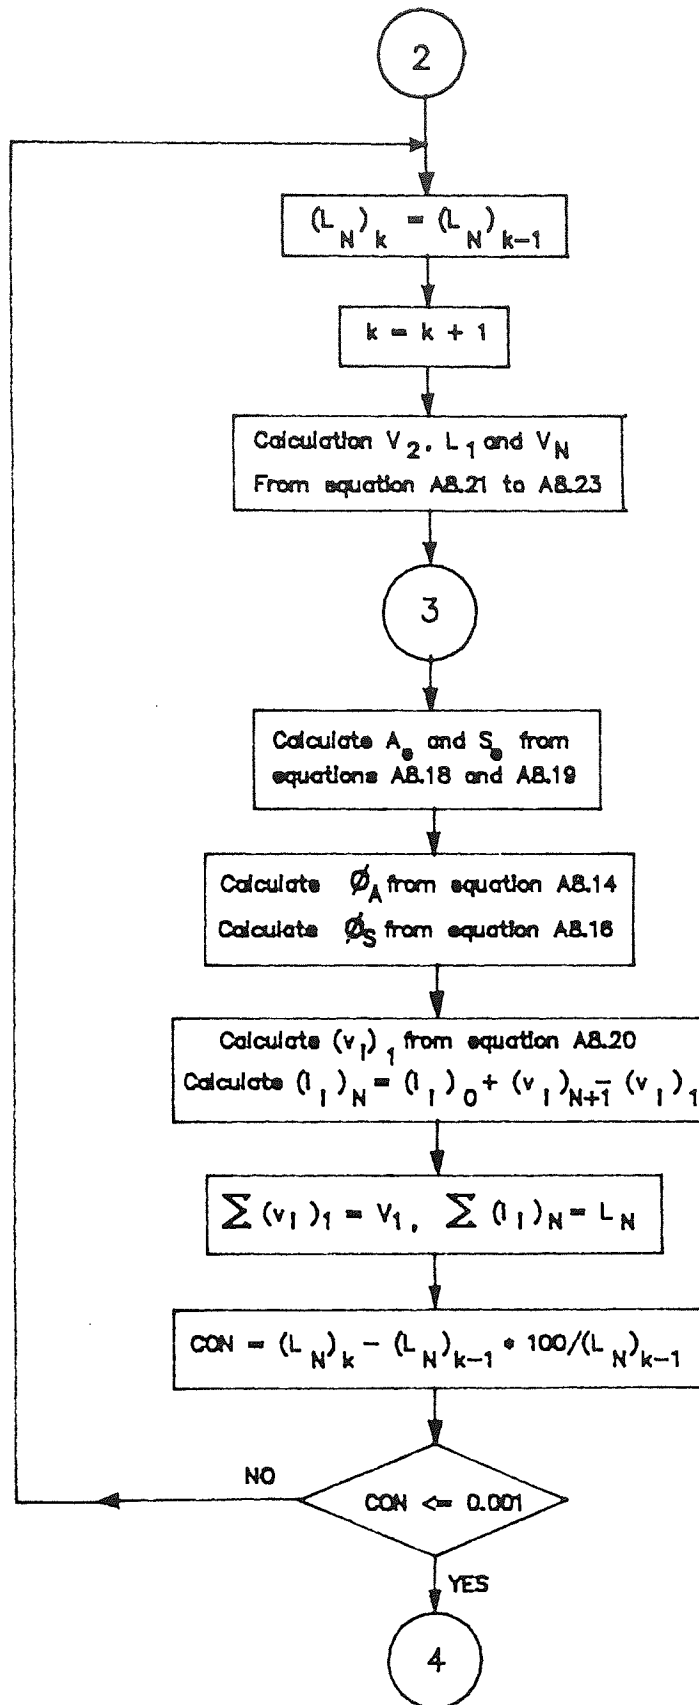 2
(L_N)_k = (L_N)_{k-1}
k = k + 1
Calculation V_2, L_1 and V_N
From equation A8.21 to A8.23
3
Calculate A_e and S_e from
equations A8.18 and A8.19
Calculate Ø_A from equation A8.14
Calculate Ø_S from equation A8.16
Calculate (v_i)_1 from equation A8.20
Calculate (l_i)_N = (l_i)_0 + (v_i)_{N+1} - (v_i)_1
∑(v_i)_1 = V_1, ∑(l_i)_N = L_N
CON = (L_N)_k - (L_N)_{k-1} * 100/(L_N)_{k-1}
NO
CON <= 0.001
YES
4